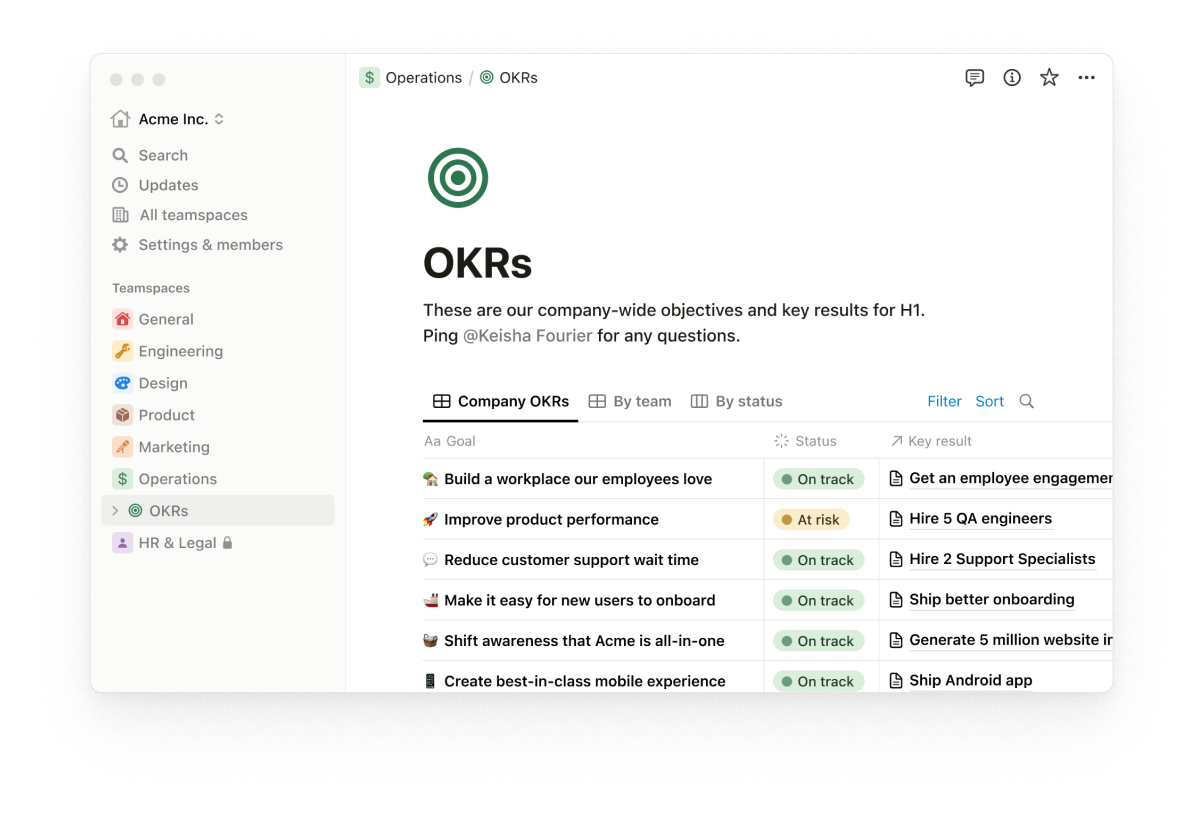 Operations / OKRs
Acme Inc.
Search
Updates
All teamspaces
Settings & members
Teamspaces
General
Engineering
Design
Product
Marketing
$ Operations
OKRs
HR & Legal
OKRs
These are our company-wide objectives and key results for H1.
Ping @Keisha Fourier for any questions.
Company OKRs By team By status Filter Sort
Aa Goal Status Key result
Build a workplace our employees love On track Get an employee engagemen
Improve product performance At risk Hire 5 QA engineers
Reduce customer support wait time On track Hire 2 Support Specialists
Make it easy for new users to onboard On track Ship better onboarding
Shift awareness that Acme is all-in-one On track Generate 5 million website in
Create best-in-class mobile experience On track Ship Android app